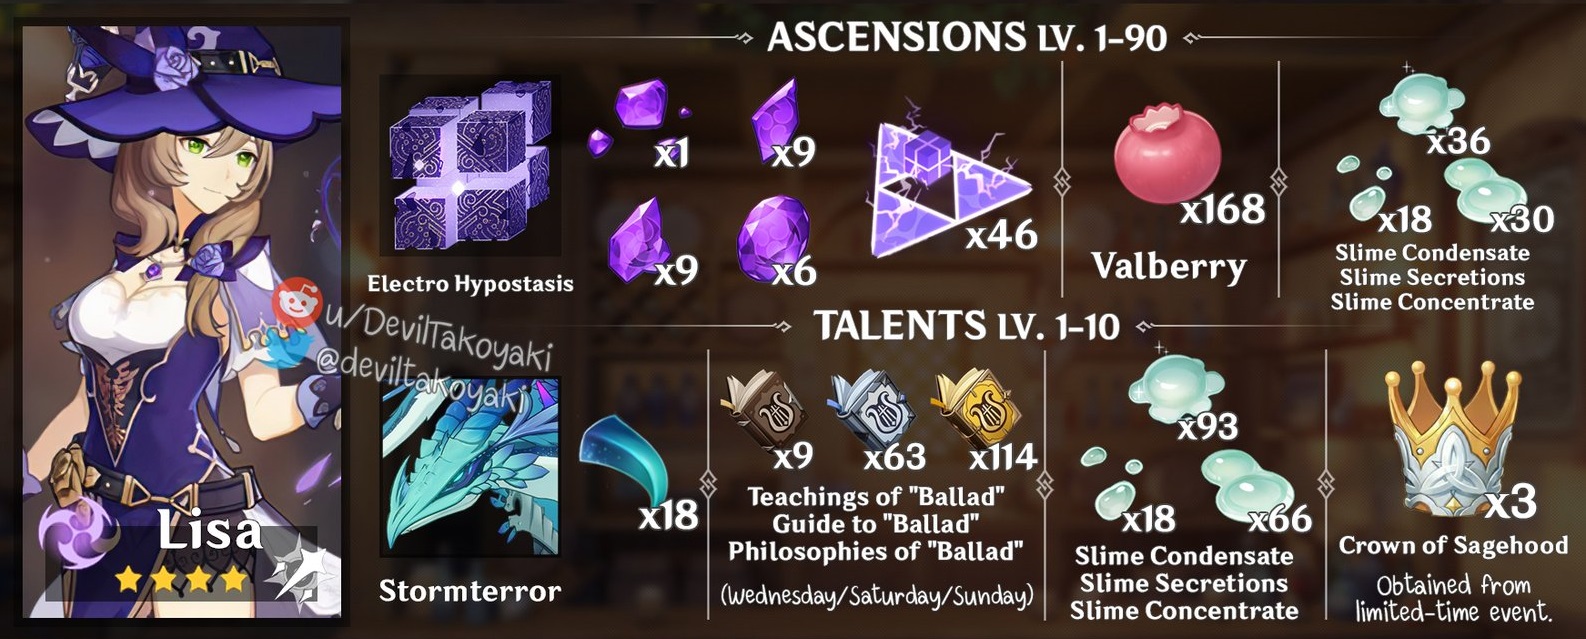 ASCENSIONS LV. 1-90
x1
x9
x9
x6
x46
x168
x36
x18
x30
Electro Hypostasis
Valberry
Slime Condensate
Slime Secretions
Slime Concentrate
u/DevilTakoyaki
@deviltakoyaki
TALENTS LV. 1-10
x18
Stormterror
x9
x63
x114
Teachings of "Ballad"
Guide to "Ballad"
Philosophies of "Ballad"
(Wednesday/Saturday/Sunday)
x93
x18
x66
Slime Condensate
Slime Secretions
Slime Concentrate
x3
Crown of Sagehood
Obtained from
limited-time event.
Lisa